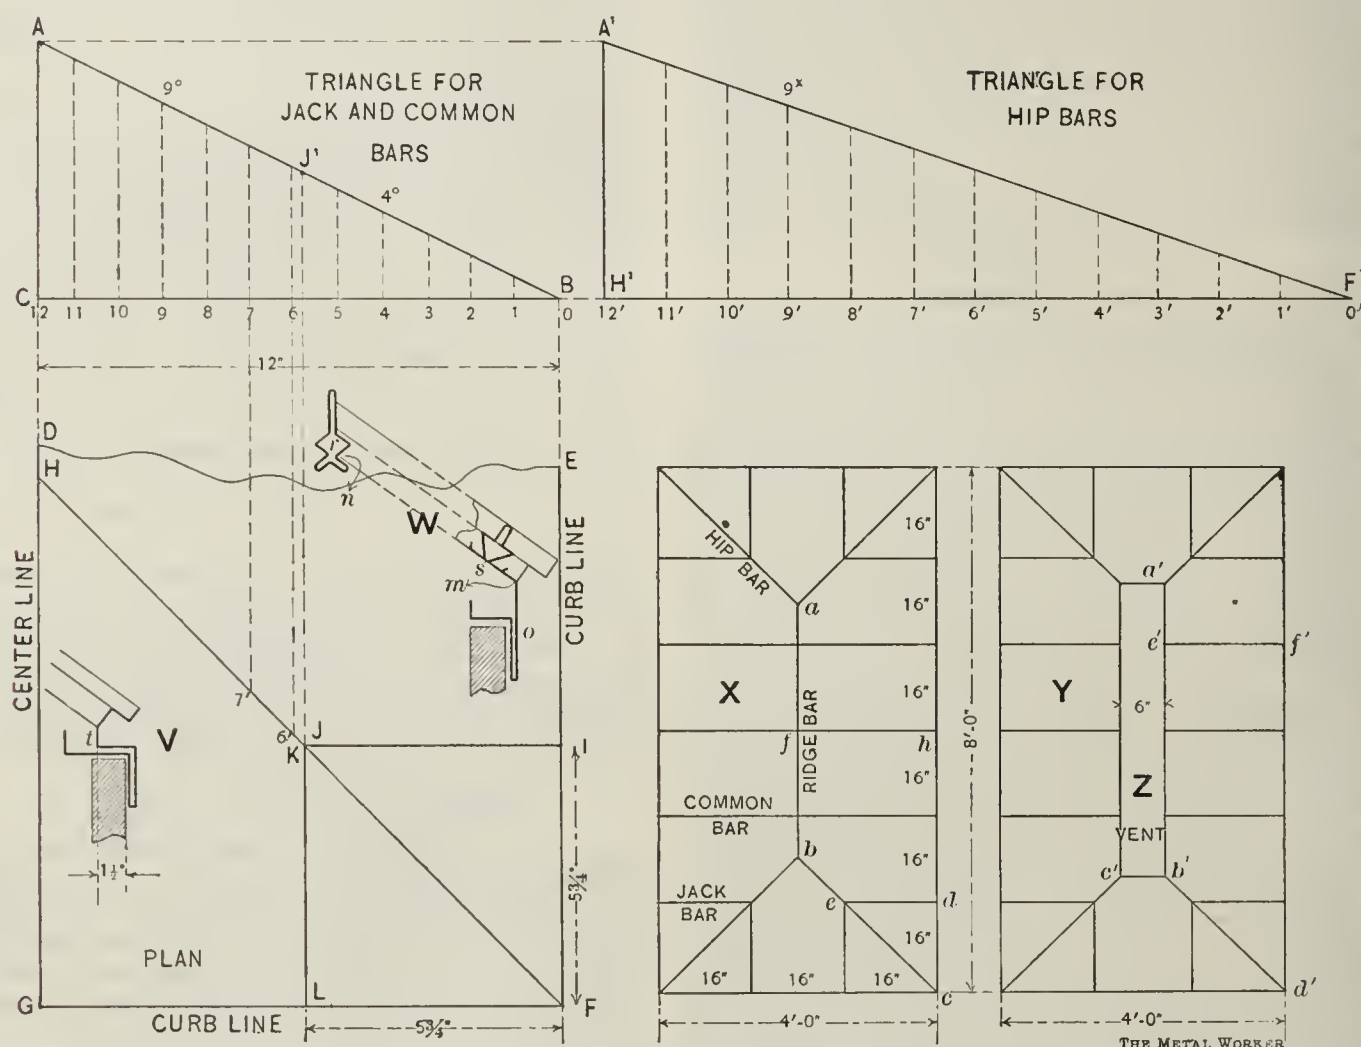 A
A¹
9°
TRIANGLE FOR
JACK AND COMMON
BARS
J¹
4°
9ˣ
TRIANGLE FOR
HIP BARS
C
B
H¹
F¹
12 11 10 9 8 7 6 5 4 3 2 1 0
12' 11' 10' 9' 8' 7' 6' 5' 4' 3' 2' 1' 0'
12"
D
H
E
r
n
W
s
m
o
CENTER LINE
CURB LINE
7'
6'
J
K
I
t
V
1½"
5¾"
PLAN
G
L
F
CURB LINE
5¾"
HIP BAR
16"
a
16"
X
RIDGE BAR
16"
f
h
8'-0"
16"
COMMON
BAR
b
16"
JACK
BAR
e
d
16"
16" 16" 16"
c
4'-0"
a'
e'
f'
Y
6"
Z
VENT
c'
b'
d'
4'-0"
THE METAL WORKER